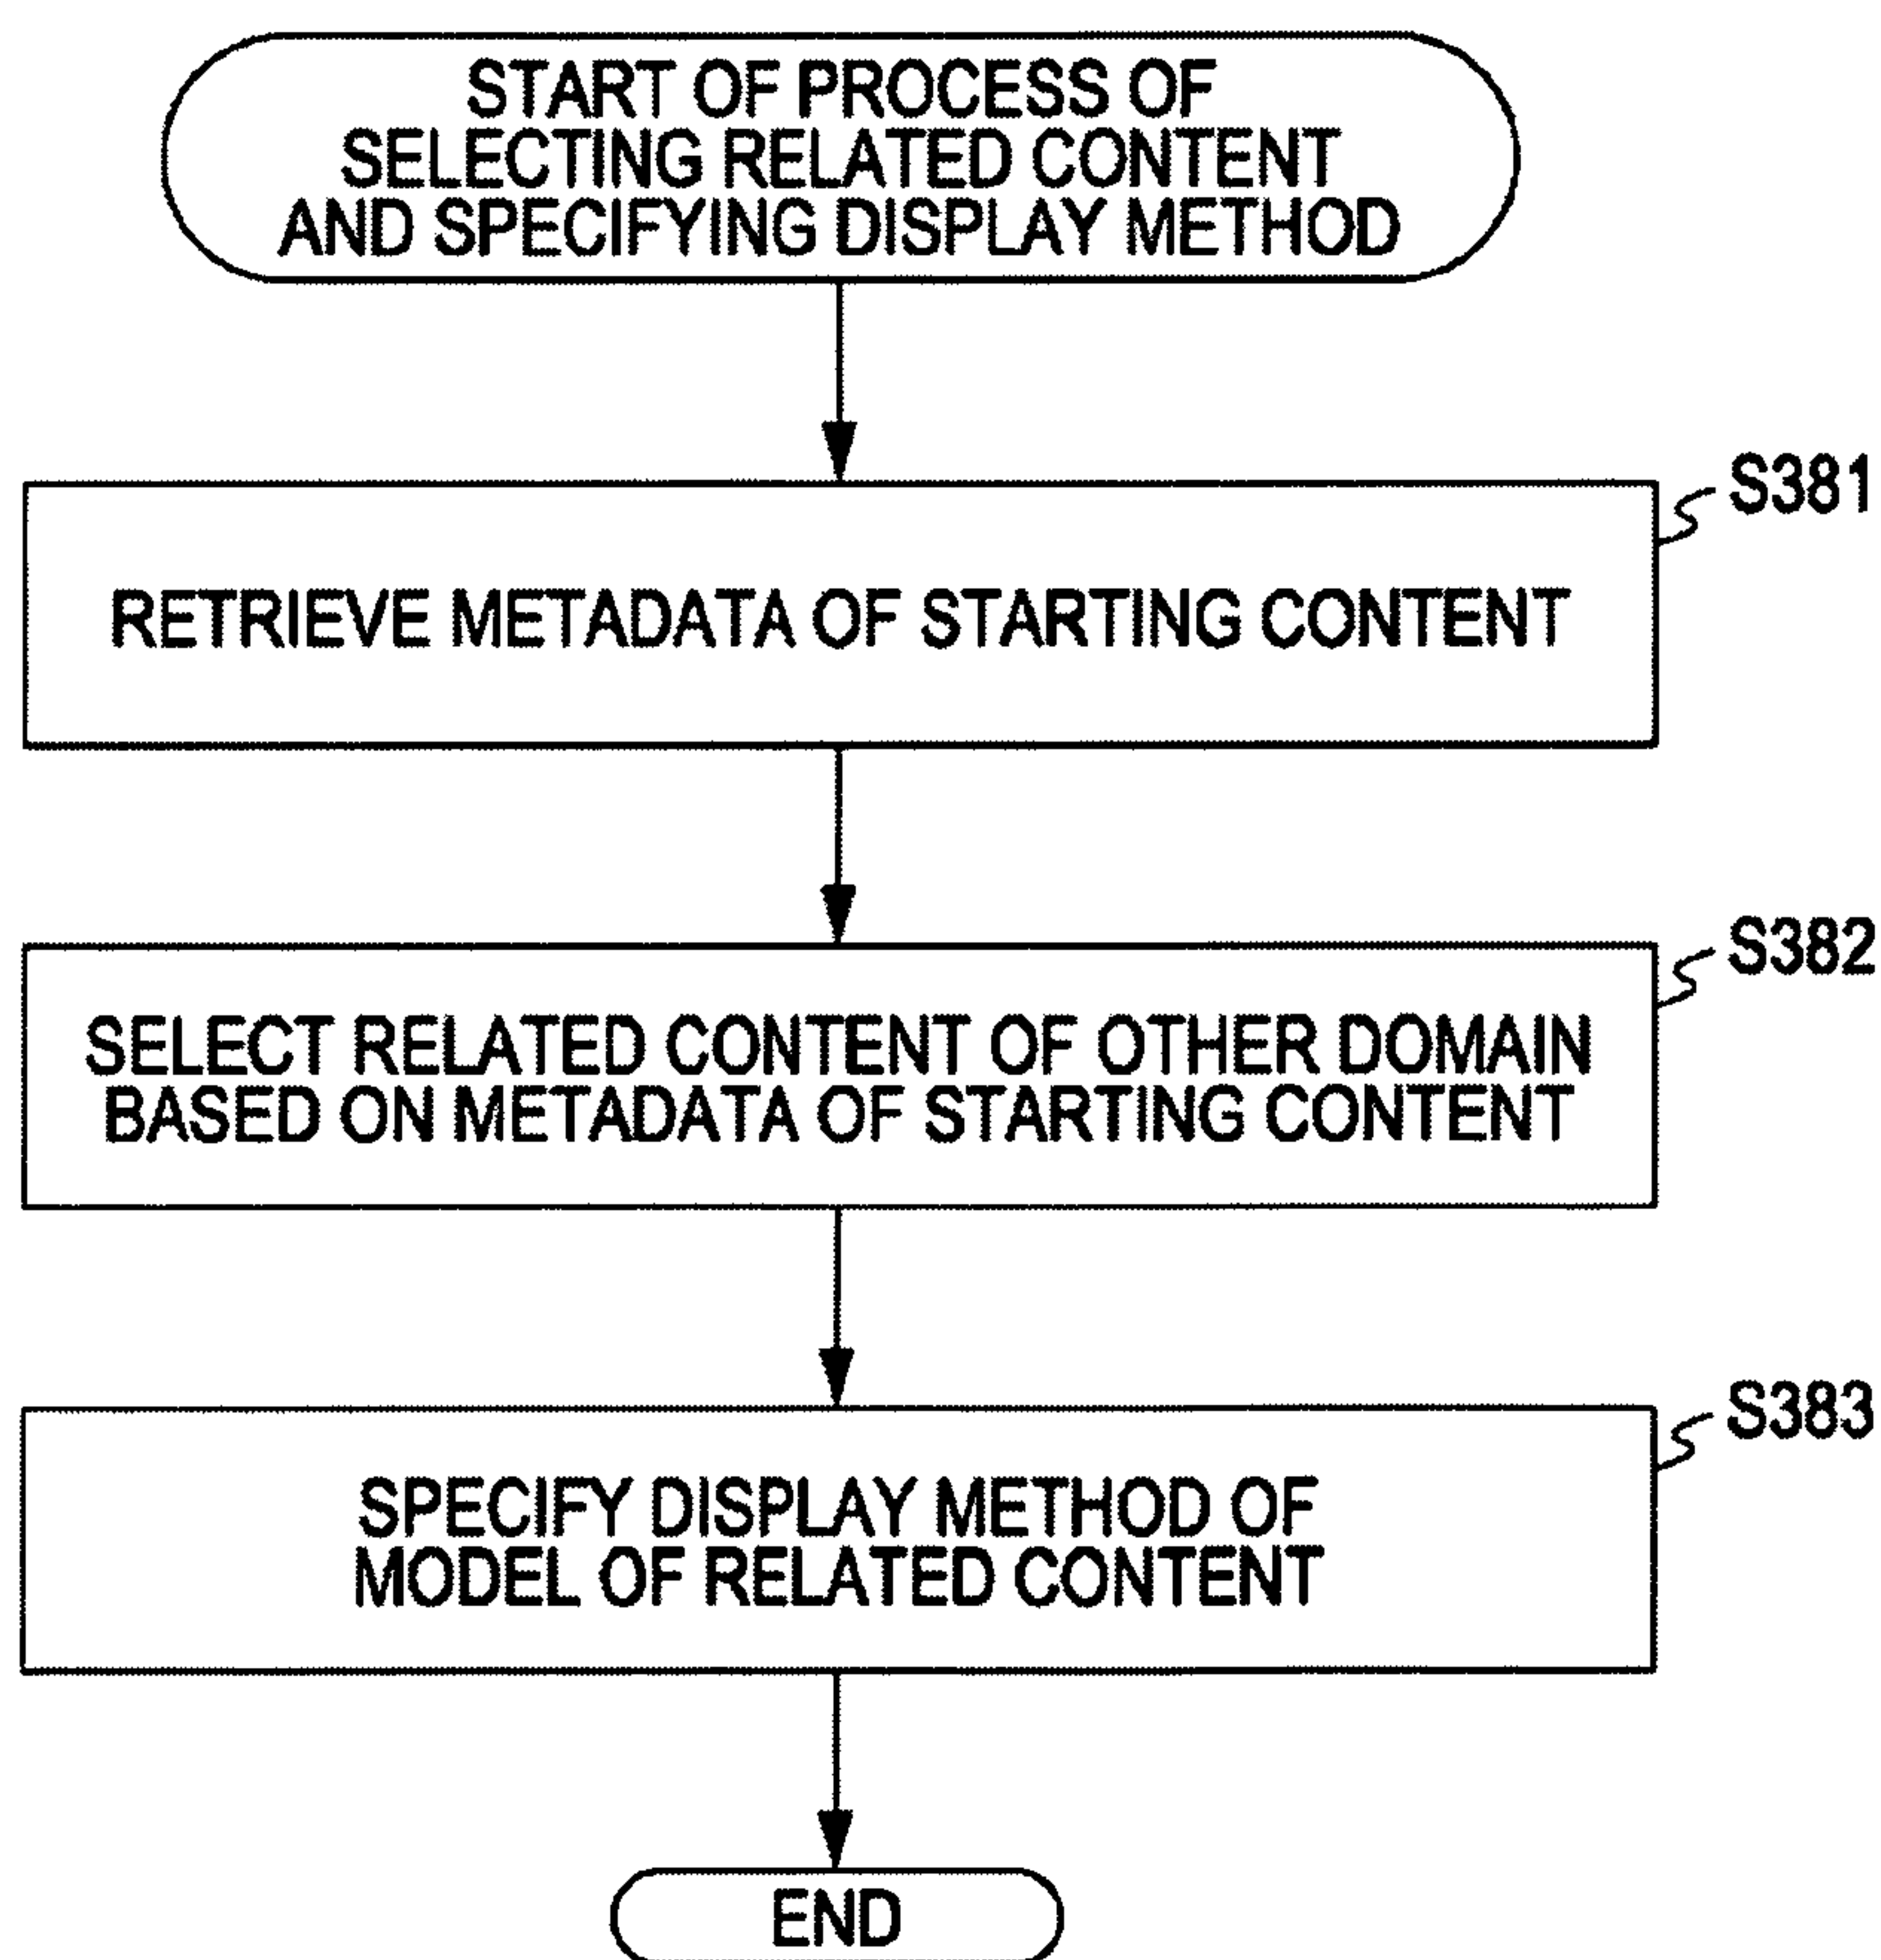 START OF PROCESS OF
SELECTING RELATED CONTENT
AND SPECIFYING DISPLAY METHOD
S381
RETRIEVE METADATA OF STARTING CONTENT
S382
SELECT RELATED CONTENT OF OTHER DOMAIN
BASED ON METADATA OF STARTING CONTENT
S383
SPECIFY DISPLAY METHOD OF
MODEL OF RELATED CONTENT
END